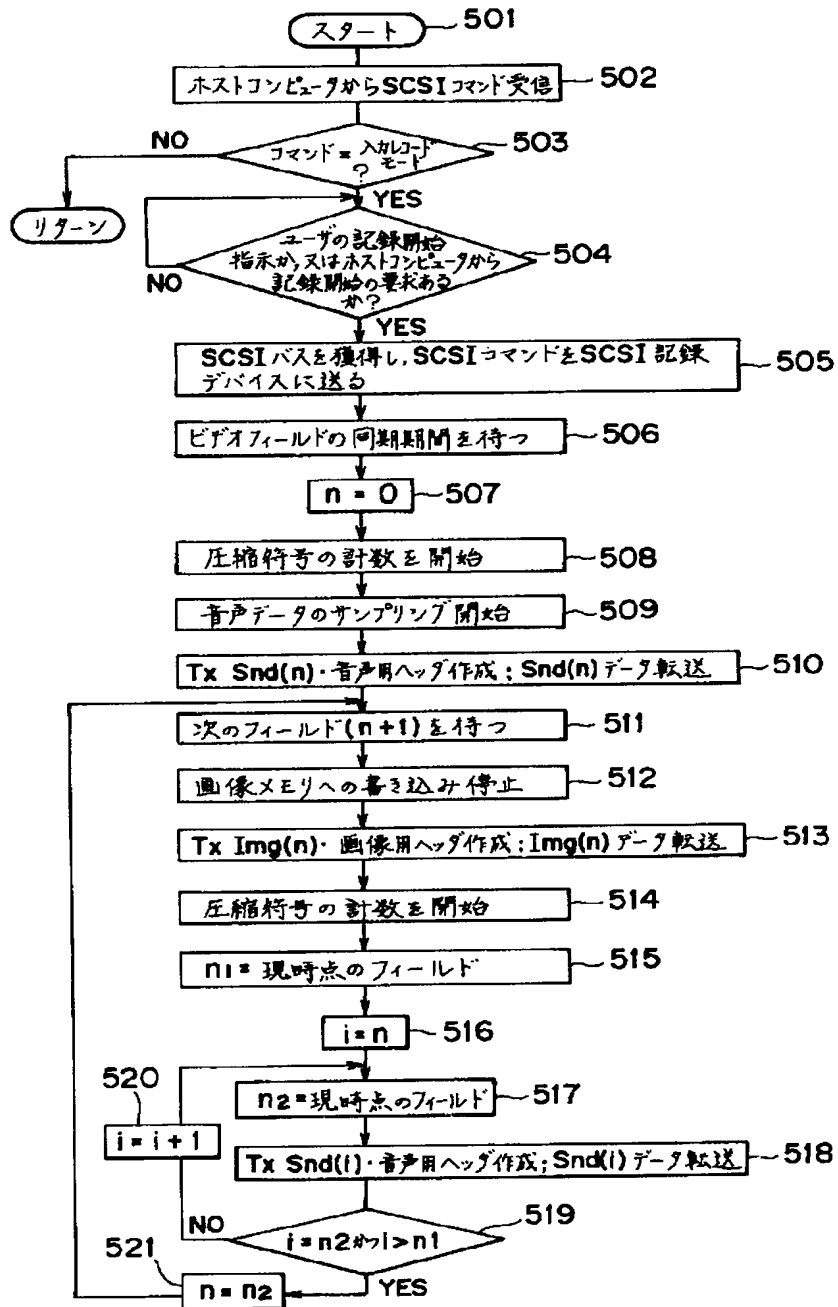 スタート
501
ホストコンピュータからSCSIコマンド受信
502
NO
コマンド= 入力レコード
モード
?
503
YES
リターン
ユーザの記録開始
指示か,又はホストコンピュータから
記録開始の要求ある
か?
504
NO
YES
SCSIバスを獲得し,SCSIコマンドをSCSI記録
デバイスに送る
505
ビデオフィールドの同期期間を待つ
506
n = 0
507
圧縮符号の計数を開始
508
音声データのサンプリング開始
509
Tx Snd(n)・音声用ヘッダ作成;Snd(n)データ転送
510
次のフィールド(n+1)を待つ
511
画像メモリへの書き込み停止
512
Tx Img(n)・画像用ヘッダ作成;Img(n)データ転送
513
圧縮符号の計数を開始
514
n1=現時点のフィールド
515
i=n
516
520
n2=現時点のフィールド
517
i=i+1
Tx Snd(i)・音声用ヘッダ作成;Snd(i)データ転送
518
NO
i=n2かつi>n1
519
521
n=n2
YES